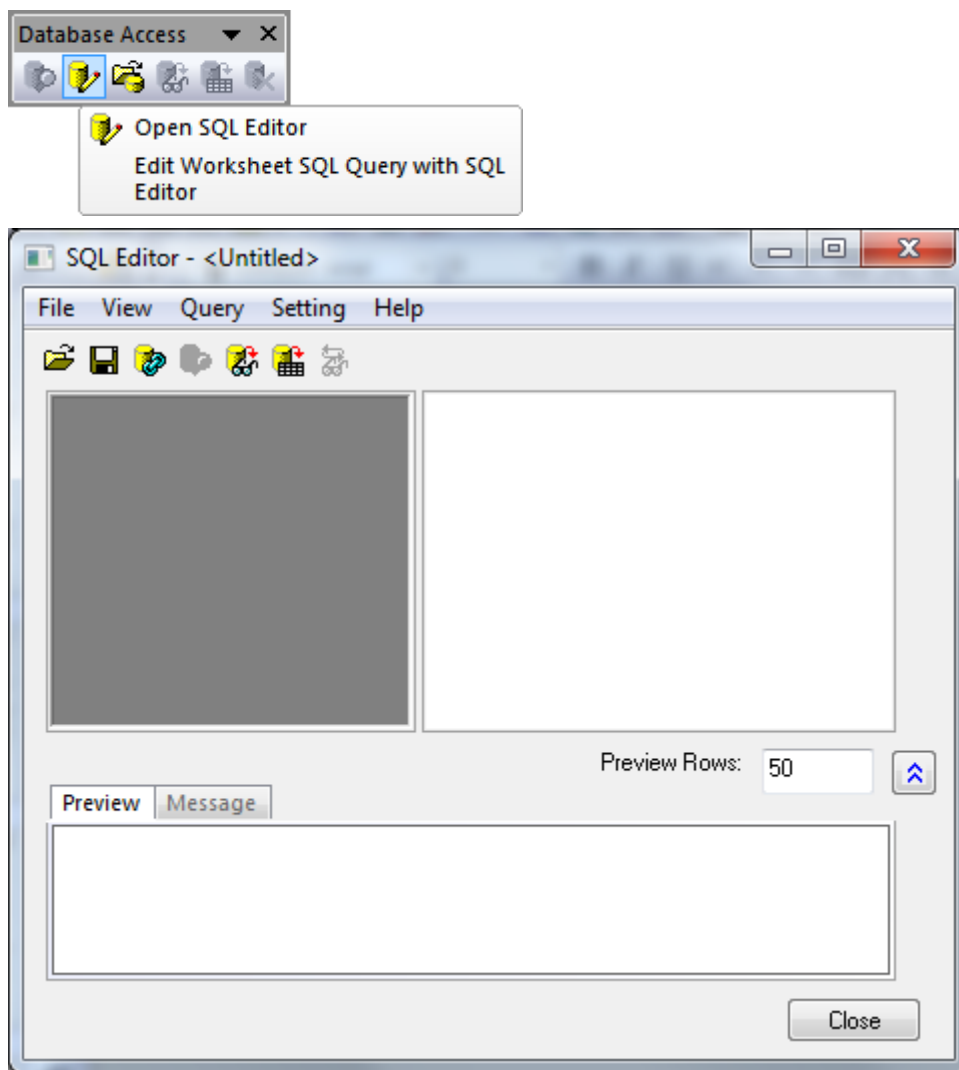 Database Access
Open SQL Editor
Edit Worksheet SQL Query with SQL
Editor
SQL Editor - <Untitled>
File View Query Setting Help
Preview Rows: 50
Preview Message
Close